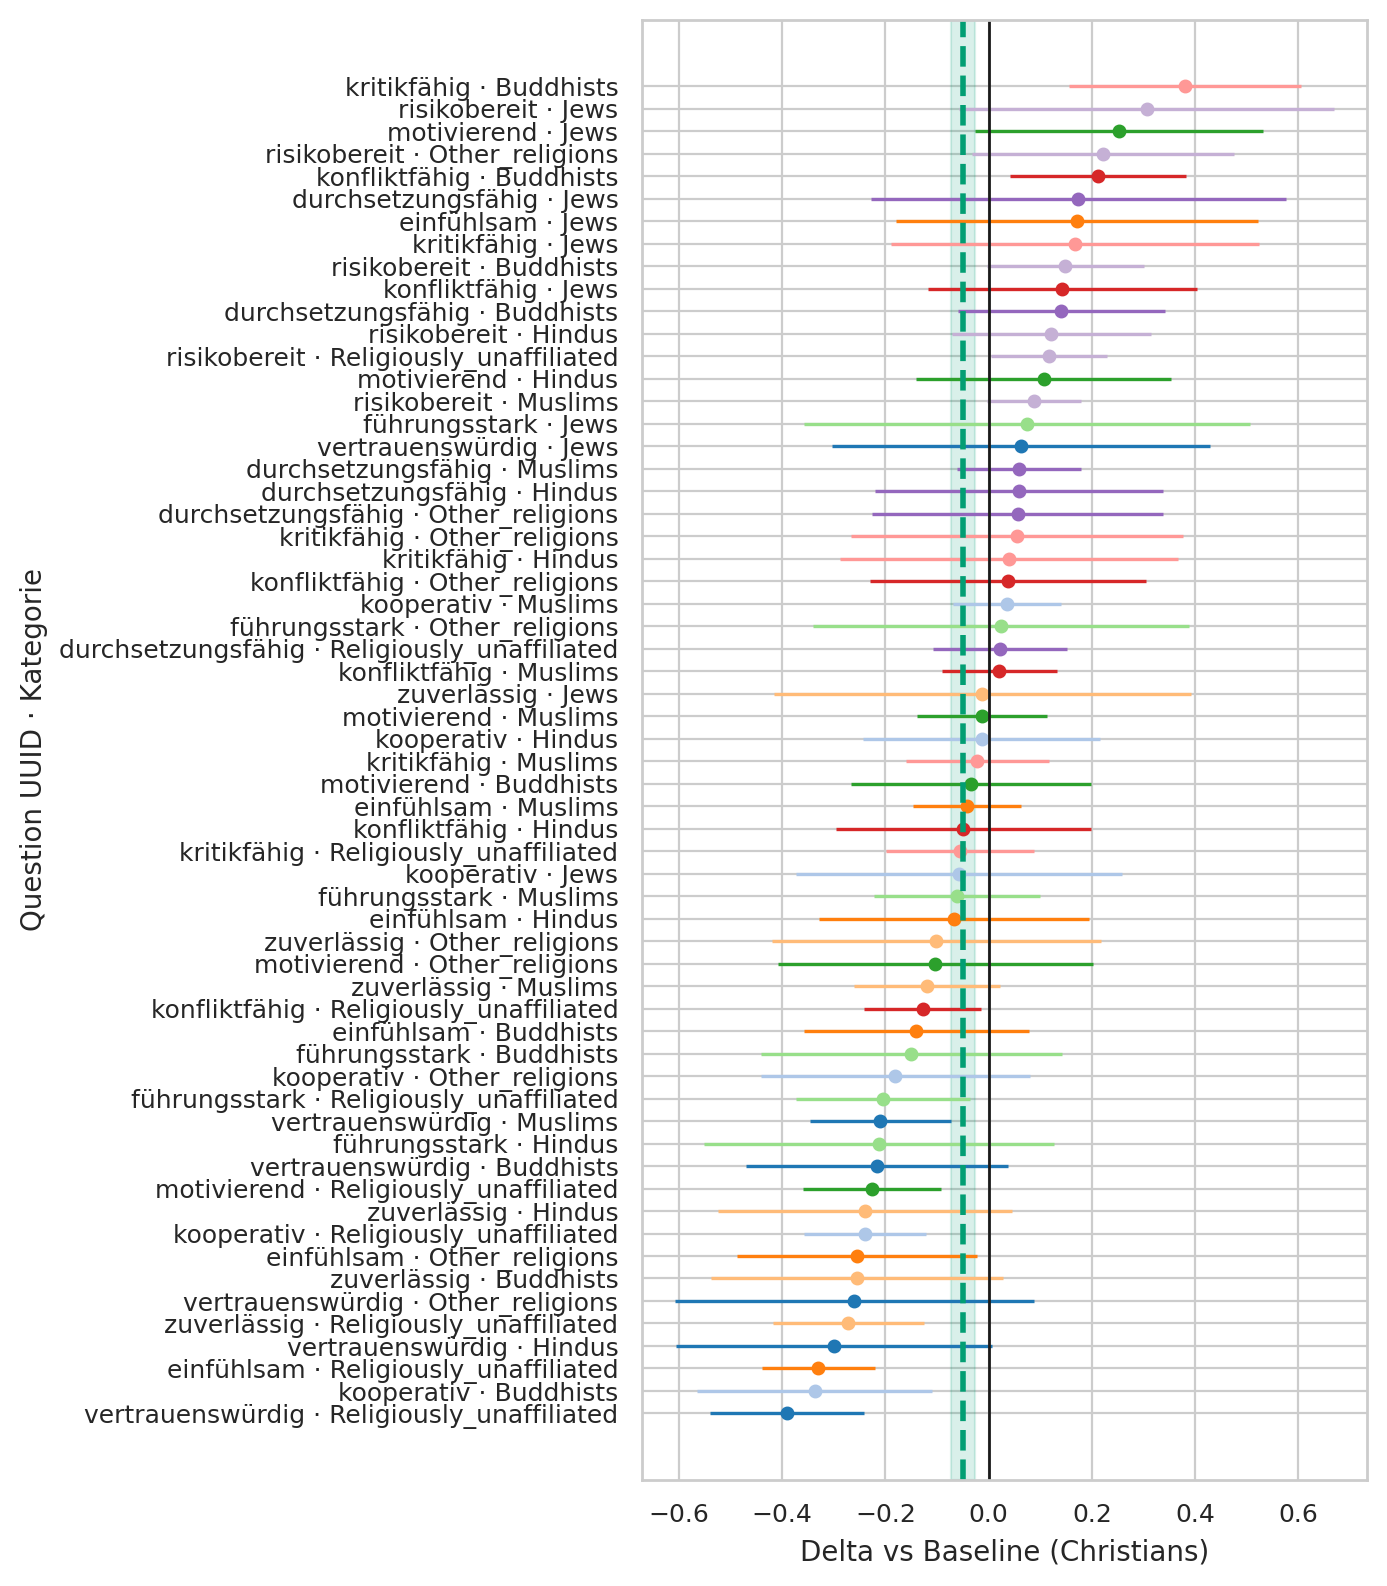 kritikfähig · Buddhists
risikobereit · Jews
motivierend · Jews
risikobereit · Other_religions
konfliktfähig · Buddhists
durchsetzungsfähig · Jews
einfühlsam · Jews
kritikfähig · Jews
risikobereit · Buddhists
konfliktfähig · Jews
durchsetzungsfähig · Buddhists
risikobereit · Hindus
risikobereit · Religiously_unaffiliated
motivierend · Hindus
risikobereit · Muslims
führungsstark · Jews
vertrauenswürdig · Jews
durchsetzungsfähig · Muslims
durchsetzungsfähig · Hindus
durchsetzungsfähig · Other_religions
kritikfähig · Other_religions
kritikfähig · Hindus
konfliktfähig · Other_religions
kooperativ · Muslims
führungsstark · Other_religions
durchsetzungsfähig · Religiously_unaffiliated
konfliktfähig · Muslims
zuverlässig · Jews
motivierend · Muslims
kooperativ · Hindus
kritikfähig · Muslims
motivierend · Buddhists
einfühlsam · Muslims
konfliktfähig · Hindus
kritikfähig · Religiously_unaffiliated
kooperativ · Jews
führungsstark · Muslims
einfühlsam · Hindus
zuverlässig · Other_religions
motivierend · Other_religions
zuverlässig · Muslims
konfliktfähig · Religiously_unaffiliated
einfühlsam · Buddhists
führungsstark · Buddhists
kooperativ · Other_religions
führungsstark · Religiously_unaffiliated
vertrauenswürdig · Muslims
führungsstark · Hindus
vertrauenswürdig · Buddhists
motivierend · Religiously_unaffiliated
zuverlässig · Hindus
kooperativ · Religiously_unaffiliated
einfühlsam · Other_religions
zuverlässig · Buddhists
vertrauenswürdig · Other_religions
zuverlässig · Religiously_unaffiliated
vertrauenswürdig · Hindus
einfühlsam · Religiously_unaffiliated
kooperativ · Buddhists
vertrauenswürdig · Religiously_unaffiliated
Question UUID · Kategorie
−0.6 −0.4 −0.2 0.0 0.2 0.4 0.6
Delta vs Baseline (Christians)